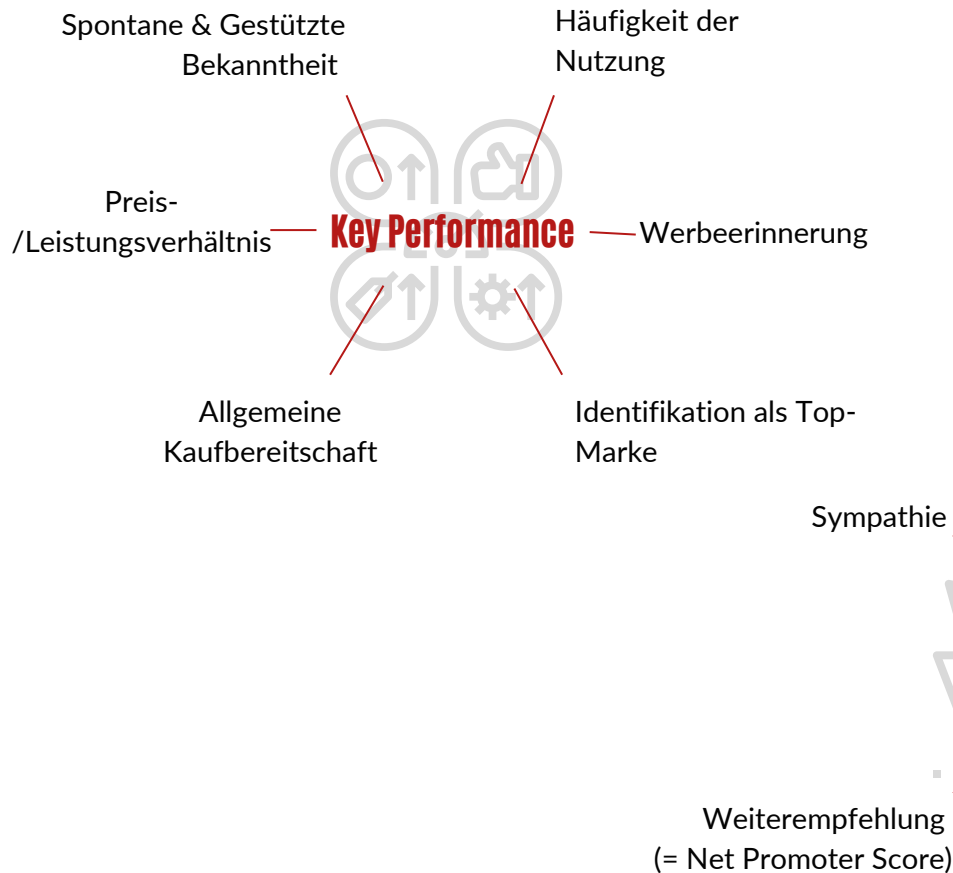 Spontane & Gestützte
Bekanntheit
Häufigkeit der
Nutzung
Preis-
/Leistungsverhältnis
Key Performance
Werbeerinnerung
Allgemeine
Kaufbereitschaft
Identifikation als Top-
Marke
Sympathie
Weiterempfehlung
(= Net Promoter Score)